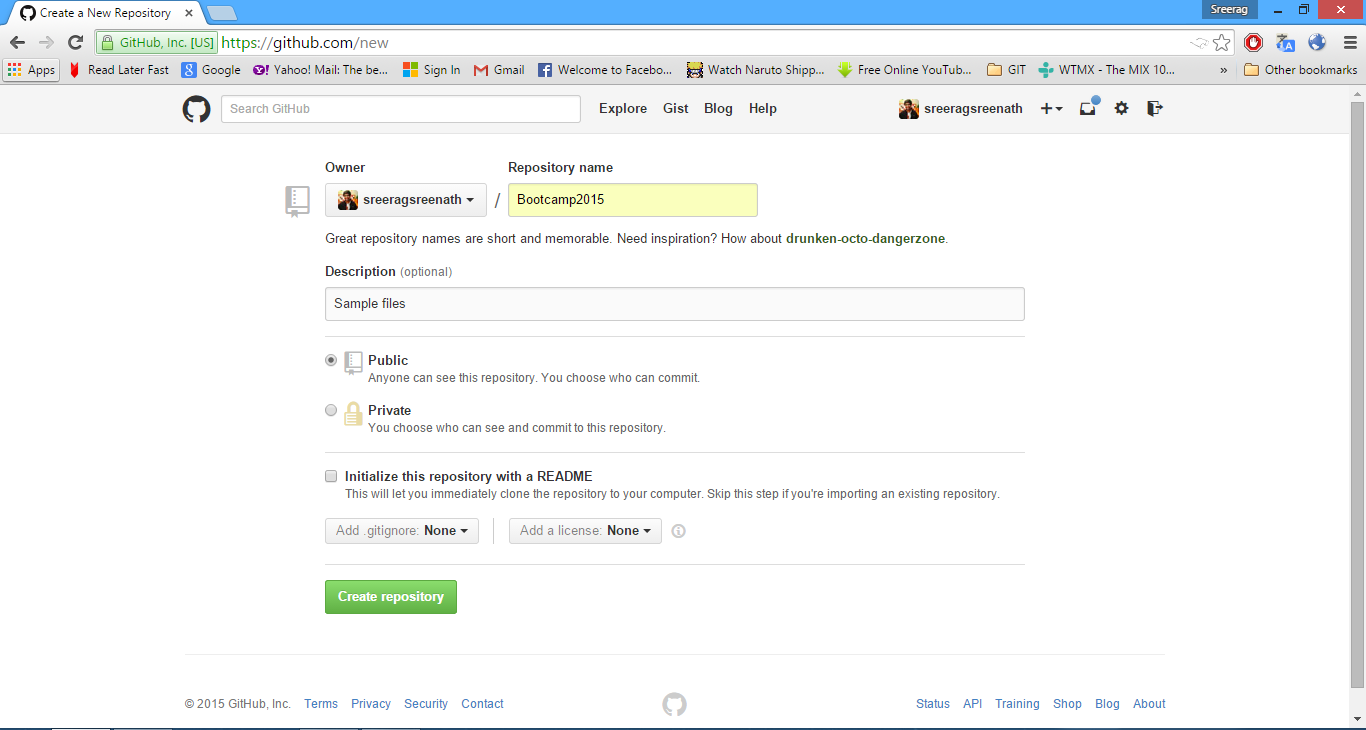 Create a New Repository
Sreerag
GitHub, Inc. [US] https://github.com/new
Apps Read Later Fast Google Yahoo! Mail: The be... Sign In Gmail Welcome to Facebo... Watch Naruto Shipp... Free Online YouTub... GIT WTMX - The MIX 10... » Other bookmarks
Search GitHub Explore Gist Blog Help sreeragsreenath
Owner Repository name
sreeragsreenath / Bootcamp2015
Great repository names are short and memorable. Need inspiration? How about drunken-octo-dangerzone.
Description (optional)
Sample files
Public
Anyone can see this repository. You choose who can commit.
Private
You choose who can see and commit to this repository.
Initialize this repository with a README
This will let you immediately clone the repository to your computer. Skip this step if you're importing an existing repository.
Add .gitignore: None Add a license: None
Create repository
© 2015 GitHub, Inc. Terms Privacy Security Contact Status API Training Shop Blog About